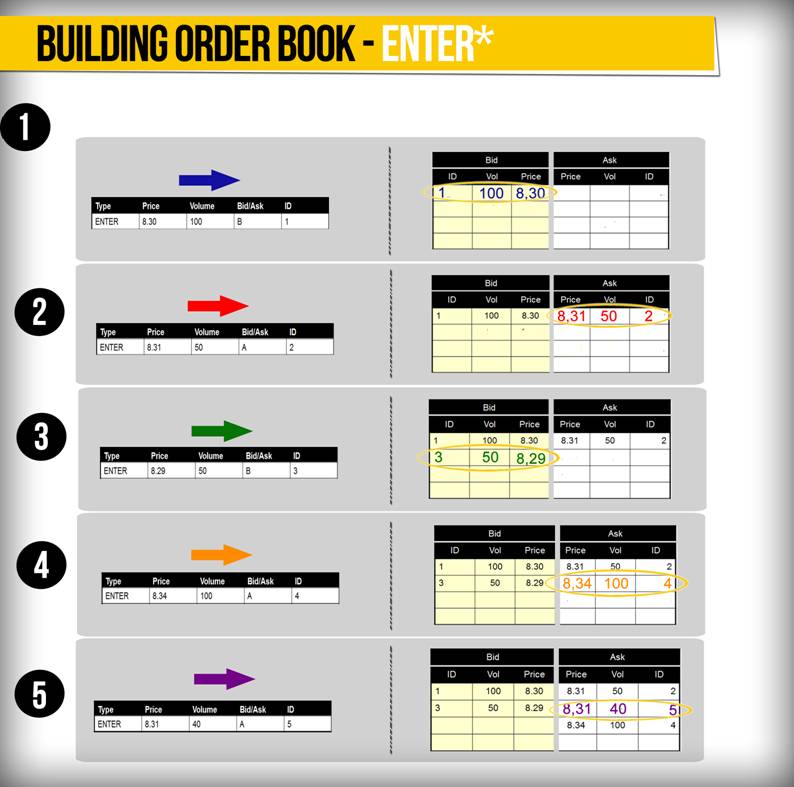 BUILDING ORDER BOOK - ENTER*
1
Bid Ask
ID Vol Price Price Vol ID
1 100 8,30
Type Price Volume Bid/Ask ID
ENTER 8.30 100 B 1
2
Bid Ask
ID Vol Price Price Vol ID
1 100 8.30 8,31 50 2
Type Price Volume Bid/Ask ID
ENTER 8.31 50 A 2
3
Bid Ask
ID Vol Price Price Vol ID
1 100 8.30 8.31 50 2
3 50 8,29
Type Price Volume Bid/Ask ID
ENTER 8.29 50 B 3
4
Bid Ask
ID Vol Price Price Vol ID
1 100 8.30 8.31 50 2
3 50 8.29 8,34 100 4
Type Price Volume Bid/Ask ID
ENTER 8.34 100 A 4
5
Bid Ask
ID Vol Price Price Vol ID
1 100 8.30 8.31 50 2
3 50 8.29 8,31 40 5
8.34 100 4
Type Price Volume Bid/Ask ID
ENTER 8.31 40 A 5